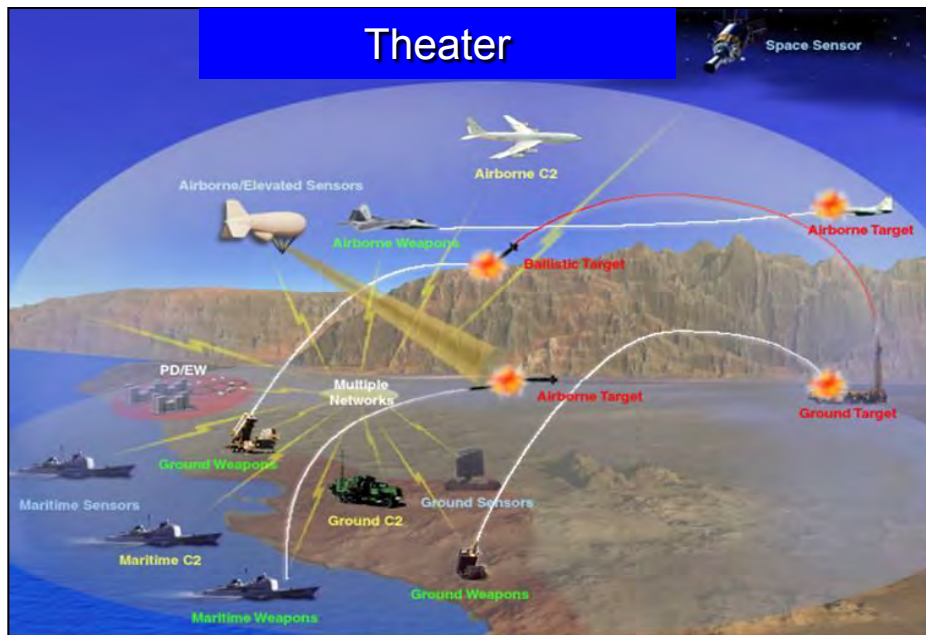 Theater
Space Sensor
Airborne C2
Airborne/Elevated Sensors
Airborne Weapons
Airborne Target
Ballistic Target
PD/EW
Multiple
Networks
Airborne Target
Ground Target
Ground Weapons
Maritime Sensors
Ground Sensors
Ground C2
Maritime C2
Ground Weapons
Maritime Weapons